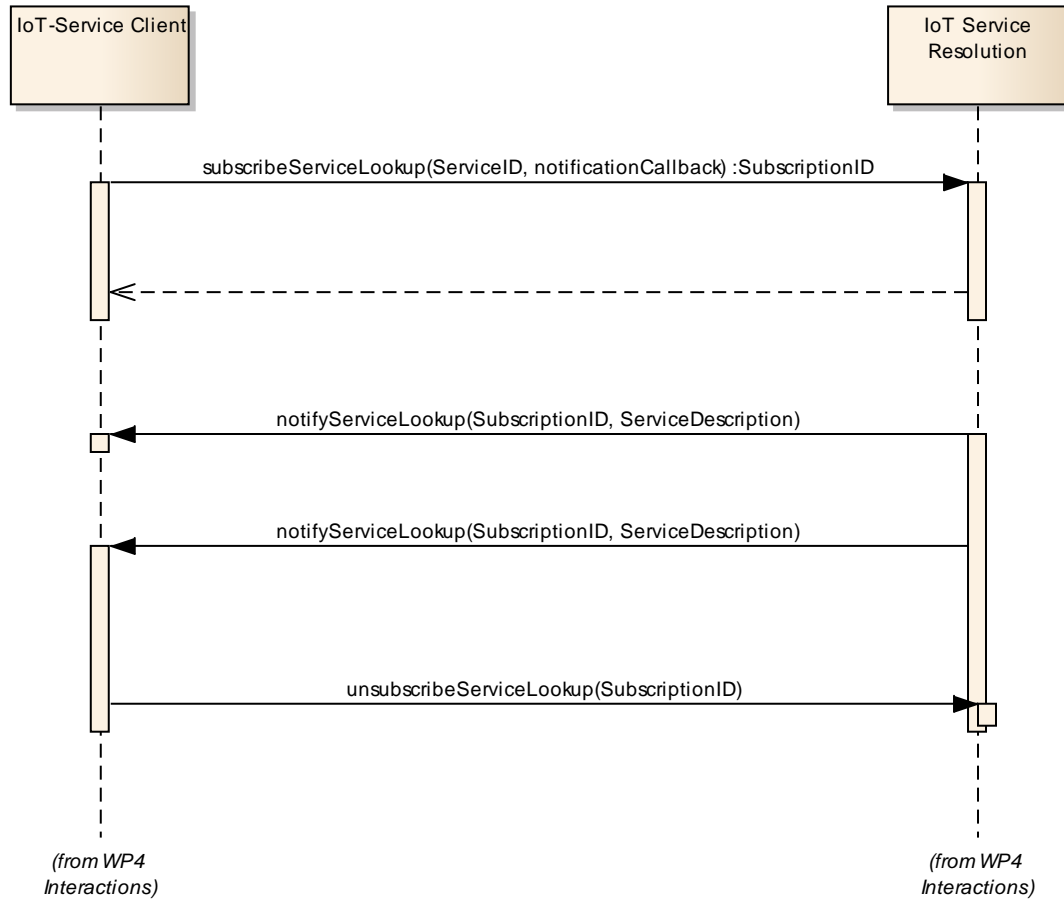 IoT-Service Client
IoT Service
Resolution
subscribeServiceLookup(ServiceID, notificationCallback) :SubscriptionID
notifyServiceLookup(SubscriptionID, ServiceDescription)
notifyServiceLookup(SubscriptionID, ServiceDescription)
unsubscribeServiceLookup(SubscriptionID)
(from WP4
Interactions)
(from WP4
Interactions)